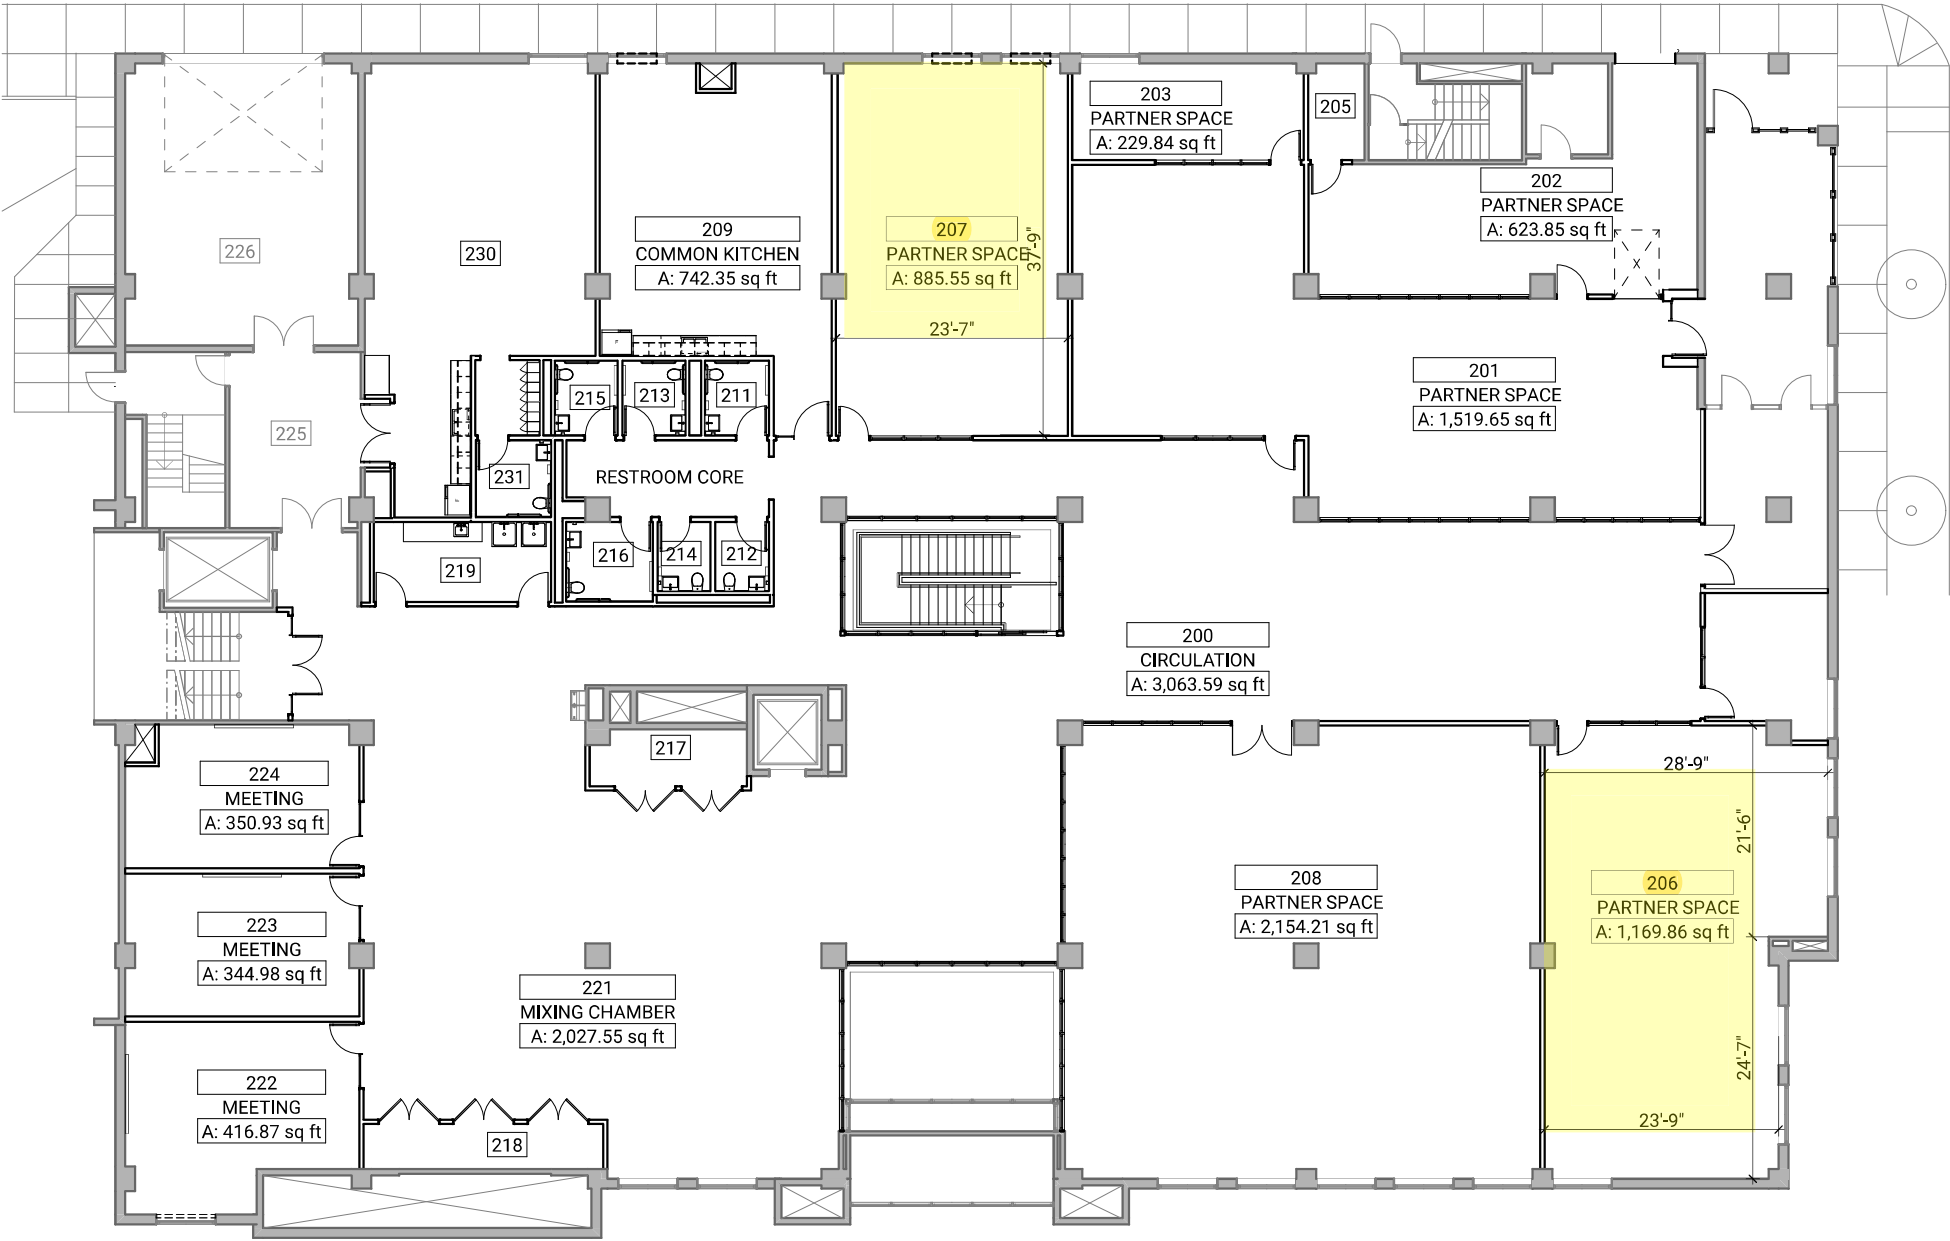 203
PARTNER SPACE
A: 229.84 sq ft
205
202
PARTNER SPACE
A: 623.85 sq ft
X
226
230
209
COMMON KITCHEN
A: 742.35 sq ft
207
PARTNER SPACE
A: 885.55 sq ft
37'-9"
23'-7"
F
201
PARTNER SPACE
A: 1,519.65 sq ft
215
213
211
225
231
RESTROOM CORE
F
219
216
214
212
200
CIRCULATION
A: 3,063.59 sq ft
217
224
MEETING
A: 350.93 sq ft
28'-9"
21'-6"
208
PARTNER SPACE
A: 2,154.21 sq ft
206
PARTNER SPACE
A: 1,169.86 sq ft
223
MEETING
A: 344.98 sq ft
221
MIXING CHAMBER
A: 2,027.55 sq ft
24'-7"
222
MEETING
A: 416.87 sq ft
23'-9"
218